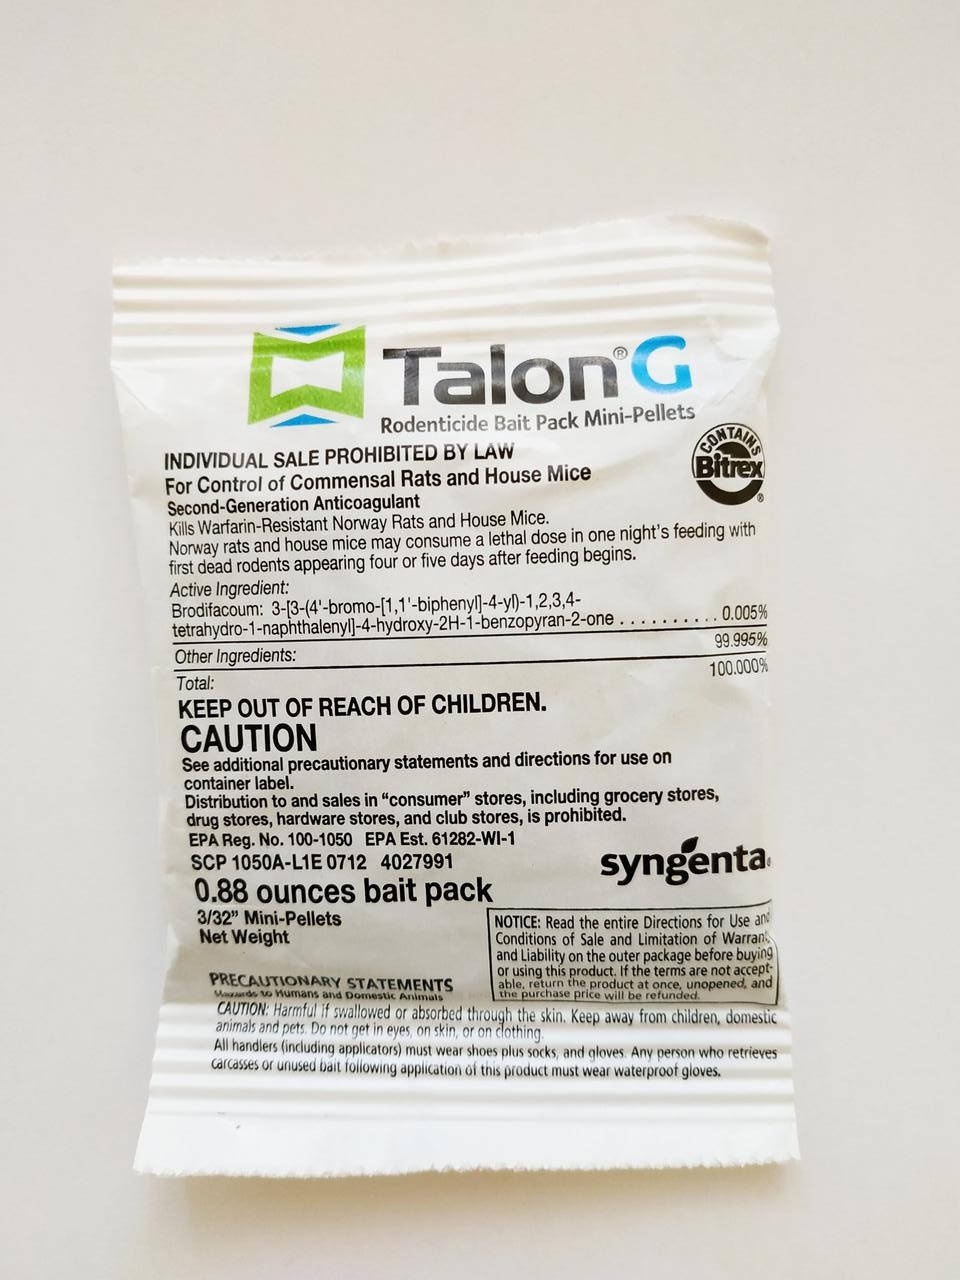 Talon® G
Rodenticide Bait Pack Mini-Pellets
CONTAINS
Bitrex
®
INDIVIDUAL SALE PROHIBITED BY LAW
For Control of Commensal Rats and House Mice
Second-Generation Anticoagulant
Kills Warfarin-Resistant Norway Rats and House Mice.
Norway rats and house mice may consume a lethal dose in one night's feeding with
first dead rodents appearing four or five days after feeding begins.
Active Ingredient:
Brodifacoum: 3-[3-(4'-bromo-[1,1'-biphenyl]-4-yl)-1,2,3,4-
tetrahydro-1-naphthalenyl]-4-hydroxy-2H-1-benzopyran-2-one . . . . . . . . . . 0.005%
Other Ingredients: 99.995%
Total: 100.000%
KEEP OUT OF REACH OF CHILDREN.
CAUTION
See additional precautionary statements and directions for use on
container label.
Distribution to and sales in “consumer” stores, including grocery stores,
drug stores, hardware stores, and club stores, is prohibited.
EPA Reg. No. 100-1050 EPA Est. 61282-WI-1
SCP 1050A-L1E 0712 4027991
syngenta
0.88 ounces bait pack
3/32” Mini-Pellets
Net Weight
NOTICE: Read the entire Directions for Use and
Conditions of Sale and Limitation of Warranty
and Liability on the outer package before buying
or using this product. If the terms are not accept-
able, return the product at once, unopened, and
the purchase price will be refunded.
PRECAUTIONARY STATEMENTS
Hazards to Humans and Domestic Animals
CAUTION: Harmful if swallowed or absorbed through the skin. Keep away from children, domestic
animals and pets. Do not get in eyes, on skin, or on clothing.
All handlers (including applicators) must wear shoes plus socks, and gloves. Any person who retrieves
carcasses or unused bait following application of this product must wear waterproof gloves.